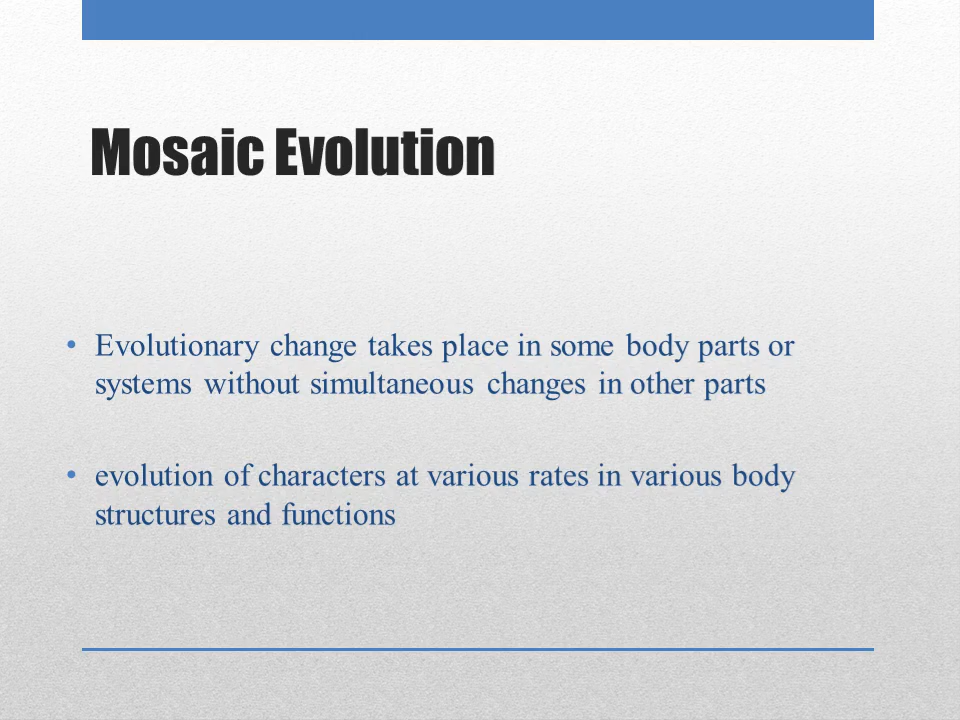 Mosaic Evolution
• Evolutionary change takes place in some body parts or
systems without simultaneous changes in other parts
• evolution of characters at various rates in various body
structures and functions